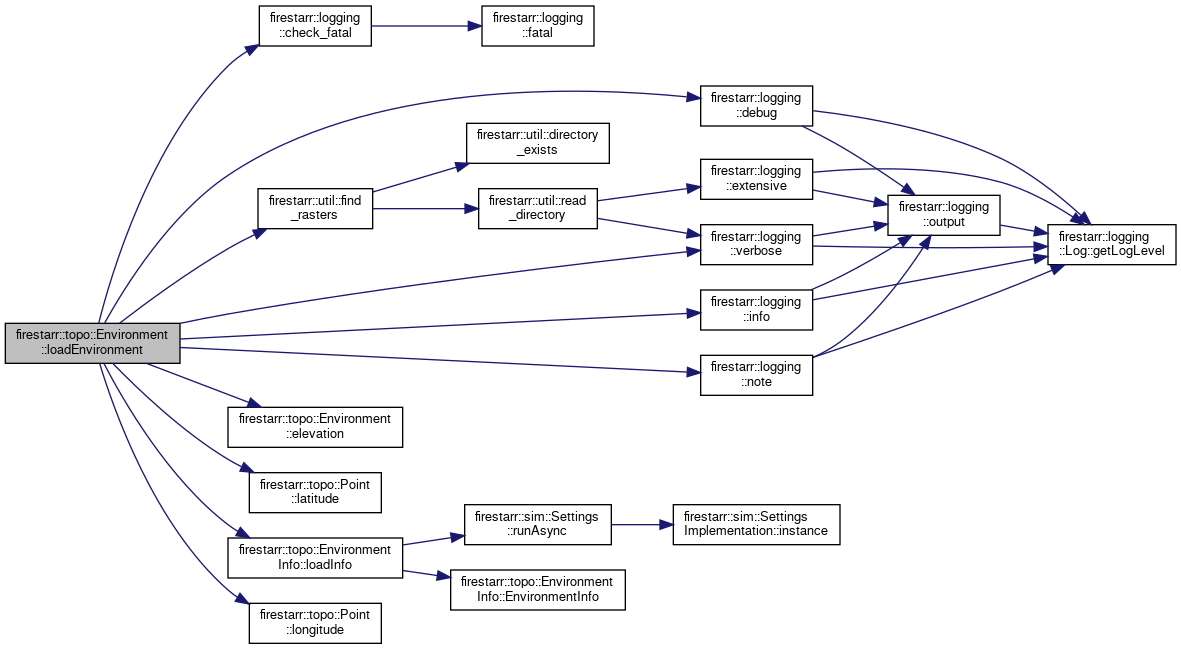 firestarr::logging
::check_fatal
firestarr::logging
::fatal
firestarr::logging
::debug
firestarr::util::directory
_exists
firestarr::logging
::extensive
firestarr::util::find
_rasters
firestarr::util::read
_directory
firestarr::logging
::output
firestarr::logging
::verbose
firestarr::logging
::Log::getLogLevel
firestarr::logging
::info
firestarr::topo::Environment
::loadEnvironment
firestarr::logging
::note
firestarr::topo::Environment
::elevation
firestarr::topo::Point
::latitude
firestarr::sim::Settings
::runAsync
firestarr::sim::Settings
Implementation::instance
firestarr::topo::Environment
Info::loadInfo
firestarr::topo::Environment
Info::EnvironmentInfo
firestarr::topo::Point
::longitude